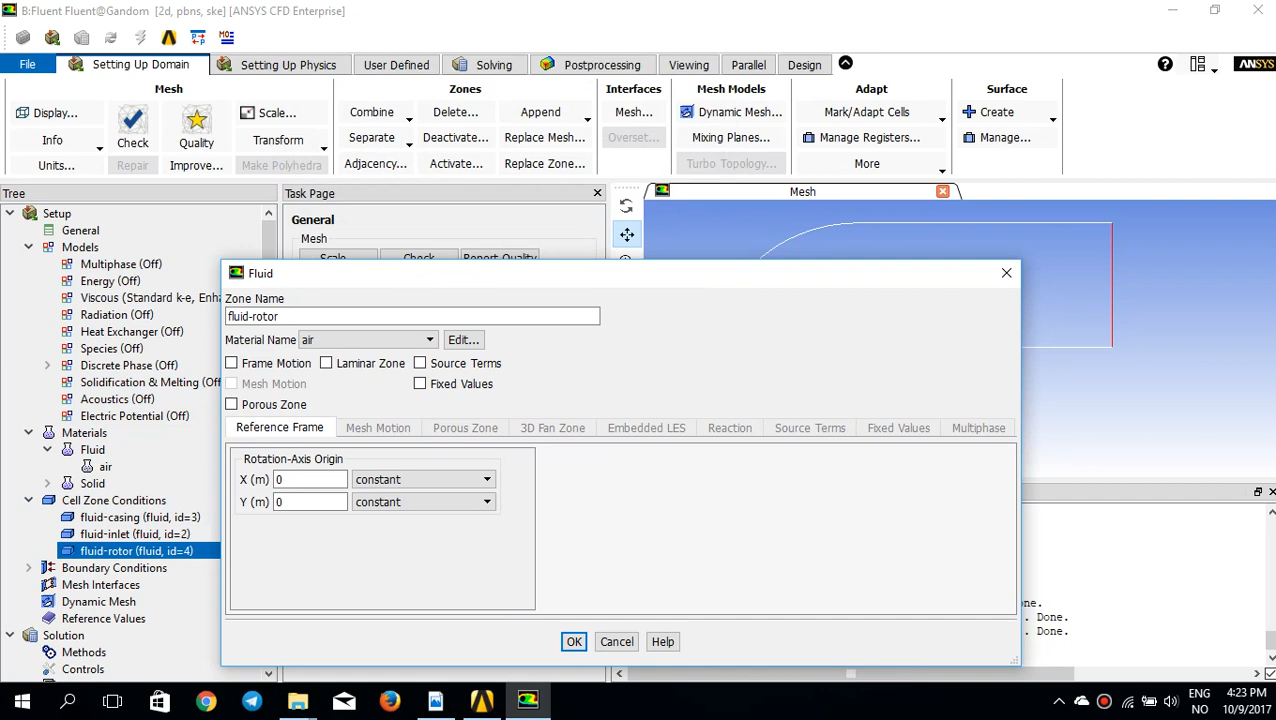 B:Fluent Fluent@Gandom [2d, pbns, ske] [ANSYS CFD Enterprise]
File
Setting Up Domain
Setting Up Physics
User Defined
Solving
Postprocessing
Viewing
Parallel
Design
ANSYS
Mesh
Zones
Interfaces
Mesh Models
Adapt
Surface
Display...
Scale...
Combine
Delete...
Append
Mesh...
Dynamic Mesh...
Mark/Adapt Cells
Create
Info
Check
Quality
Transform
Separate
Deactivate...
Replace Mesh...
Overset...
Mixing Planes...
Manage Registers...
Manage...
Units...
Repair
Improve...
Make Polyhedra
Adjacency...
Activate...
Replace Zone...
Turbo Topology...
More
Tree
Task Page
Mesh
Setup
General
Models
Multiphase (Off)
Energy (Off)
Viscous (Standard k-e, Enha
Radiation (Off)
Heat Exchanger (Off)
Species (Off)
Discrete Phase (Off)
Solidification & Melting (Off
Acoustics (Off)
Electric Potential (Off)
Materials
Fluid
air
Solid
Cell Zone Conditions
fluid-casing (fluid, id=3)
fluid-inlet (fluid, id=2)
fluid-rotor (fluid, id=4)
Boundary Conditions
Mesh Interfaces
Dynamic Mesh
Reference Values
Solution
Methods
Controls
General
Mesh
Scale...
Check
Report Quality
Fluid
Zone Name
fluid-rotor
Material Name air Edit...
Frame Motion Laminar Zone Source Terms
Mesh Motion Fixed Values
Porous Zone
Reference Frame Mesh Motion Porous Zone 3D Fan Zone Embedded LES Reaction Source Terms Fixed Values Multiphase
Rotation-Axis Origin
X (m) 0 constant
Y (m) 0 constant
OK Cancel Help
ne.
. Done.
. Done.
ENG 4:23 PM
NO 10/9/2017